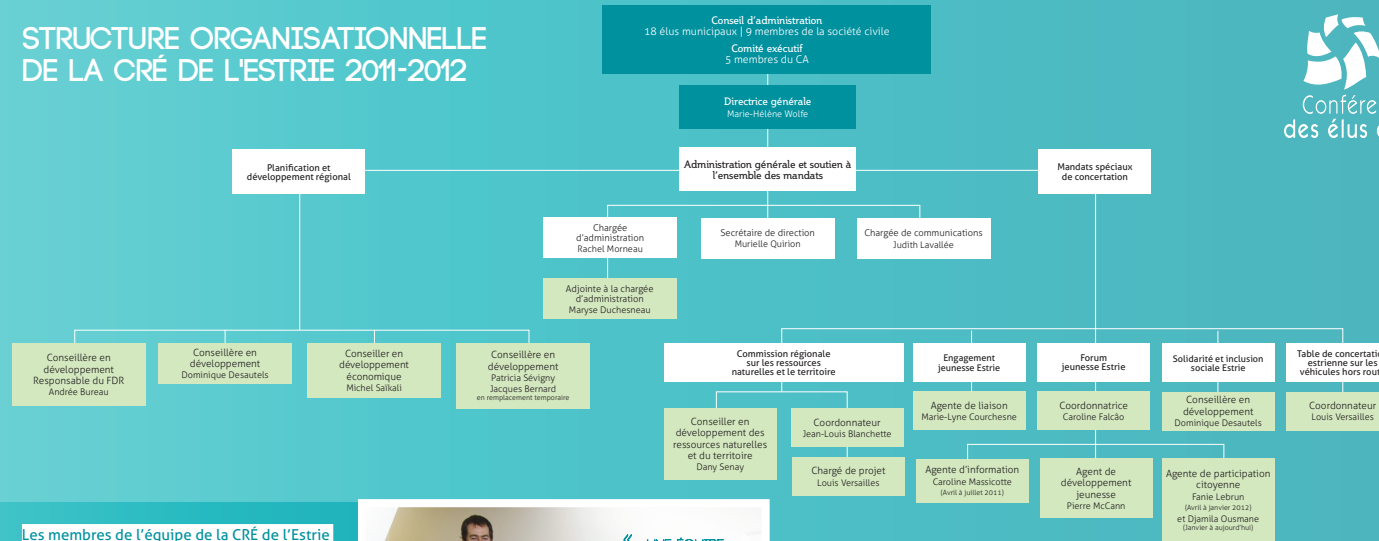 STRUCTURE ORGANISATIONNELLE
DE LA CRÉ DE L'ESTRIE 2011-2012
Conseil d'administration
18 élus municipaux | 9 membres de la société civile
Comité exécutif
5 membres du CA
Directrice générale
Marie-Hélène Wolfe
des élus
Planification et
développement régional
Administration générale et soutien à
l'ensemble des mandats
Mandats spéciaux
de concertation
Chargée
d'administration
Rachel Morneau
Secrétaire de direction
Murielle Quirion
Chargée de communications
Judith Lavallée
Adjointe à la chargée
d'administration
Maryse Duchesneau
Conseillère en
développement
Responsable du FDR
Andrée Bureau
Conseillère en
développement
Dominique Desautels
Conseiller en
développement
économique
Michel Saïkali
Conseillère en
développement
Patricia Sévigny
Jacques Bernard
en remplacement temporaire
Commission régionale
sur les ressources
naturelles et le territoire
Engagement
jeunesse Estrie
Forum
jeunesse Estrie
Solidarité et inclusion
sociale Estrie
Table de
estrienne sur les
véhicules hors
Conseiller en
développement des
ressources naturelles
et du territoire
Dany Senay
Coordonnateur
Jean-Louis Blanchette
Chargé de projet
Louis Versailles
Agente de liaison
Marie-Lyne Courchesne
Coordonnatrice
Caroline Falcão
Conseillère en
développement
Dominique Desautels
Coordonnateur
Louis Versailles
Agente d'information
Caroline Massicotte
(Avril à juillet 2011)
Agent de
développement
jeunesse
Pierre McCann
Agente de participation
citoyenne
Fanie Lebrun
(Avril à janvier 2012)
et Djamila Ousmane
(Janvier à aujourd'hui)
Les membres de l'équipe de la CRÉ de l'Estrie